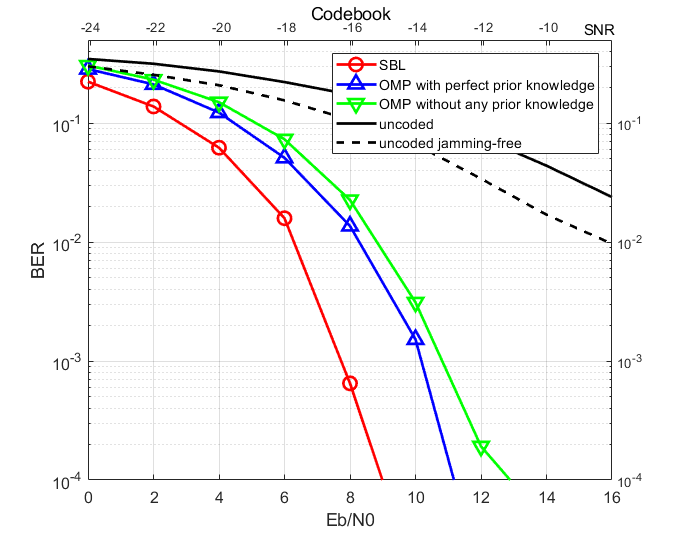 Codebook
-24 -22 -20 -18 -16 -14 -12 -10 SNR
SBL
OMP with perfect prior knowledge
OMP without any prior knowledge
uncoded
uncoded jamming-free
10^-1 10^-1
10^-2 10^-2
BER
10^-3 10^-3
10^-4 10^-4
0 2 4 6 8 10 12 14 16
Eb/N0